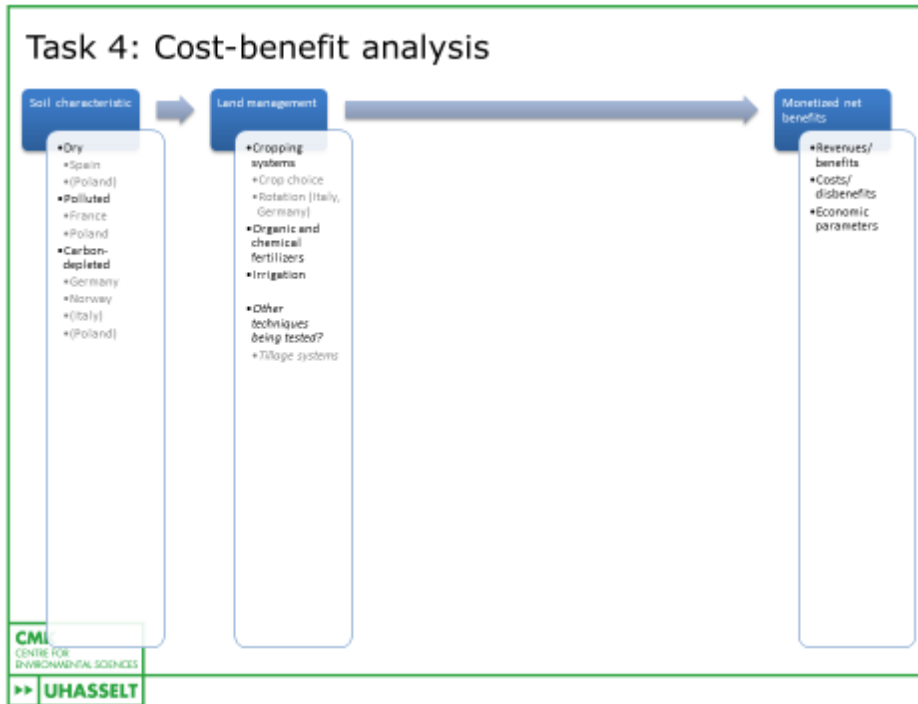 Task 4: Cost-benefit analysis
Soil characteristic
•Dry
•Spain
•(Poland)
•Polluted
•France
•Poland
•Carbon-
depleted
•Germany
•Norway
•(Italy)
•(Poland)
Land management
•Cropping
systems
•Crop choice
•Rotation (Italy,
Germany)
•Organic and
chemical
fertilizers
•Irrigation
•Other
techniques
being tested?
•Tillage systems
Monetized net
benefits
•Revenues/
benefits
•Costs/
disbenefits
•Economic
parameters
CENTRE FOR
ENVIRONMENTAL SCIENCES
UHASSELT